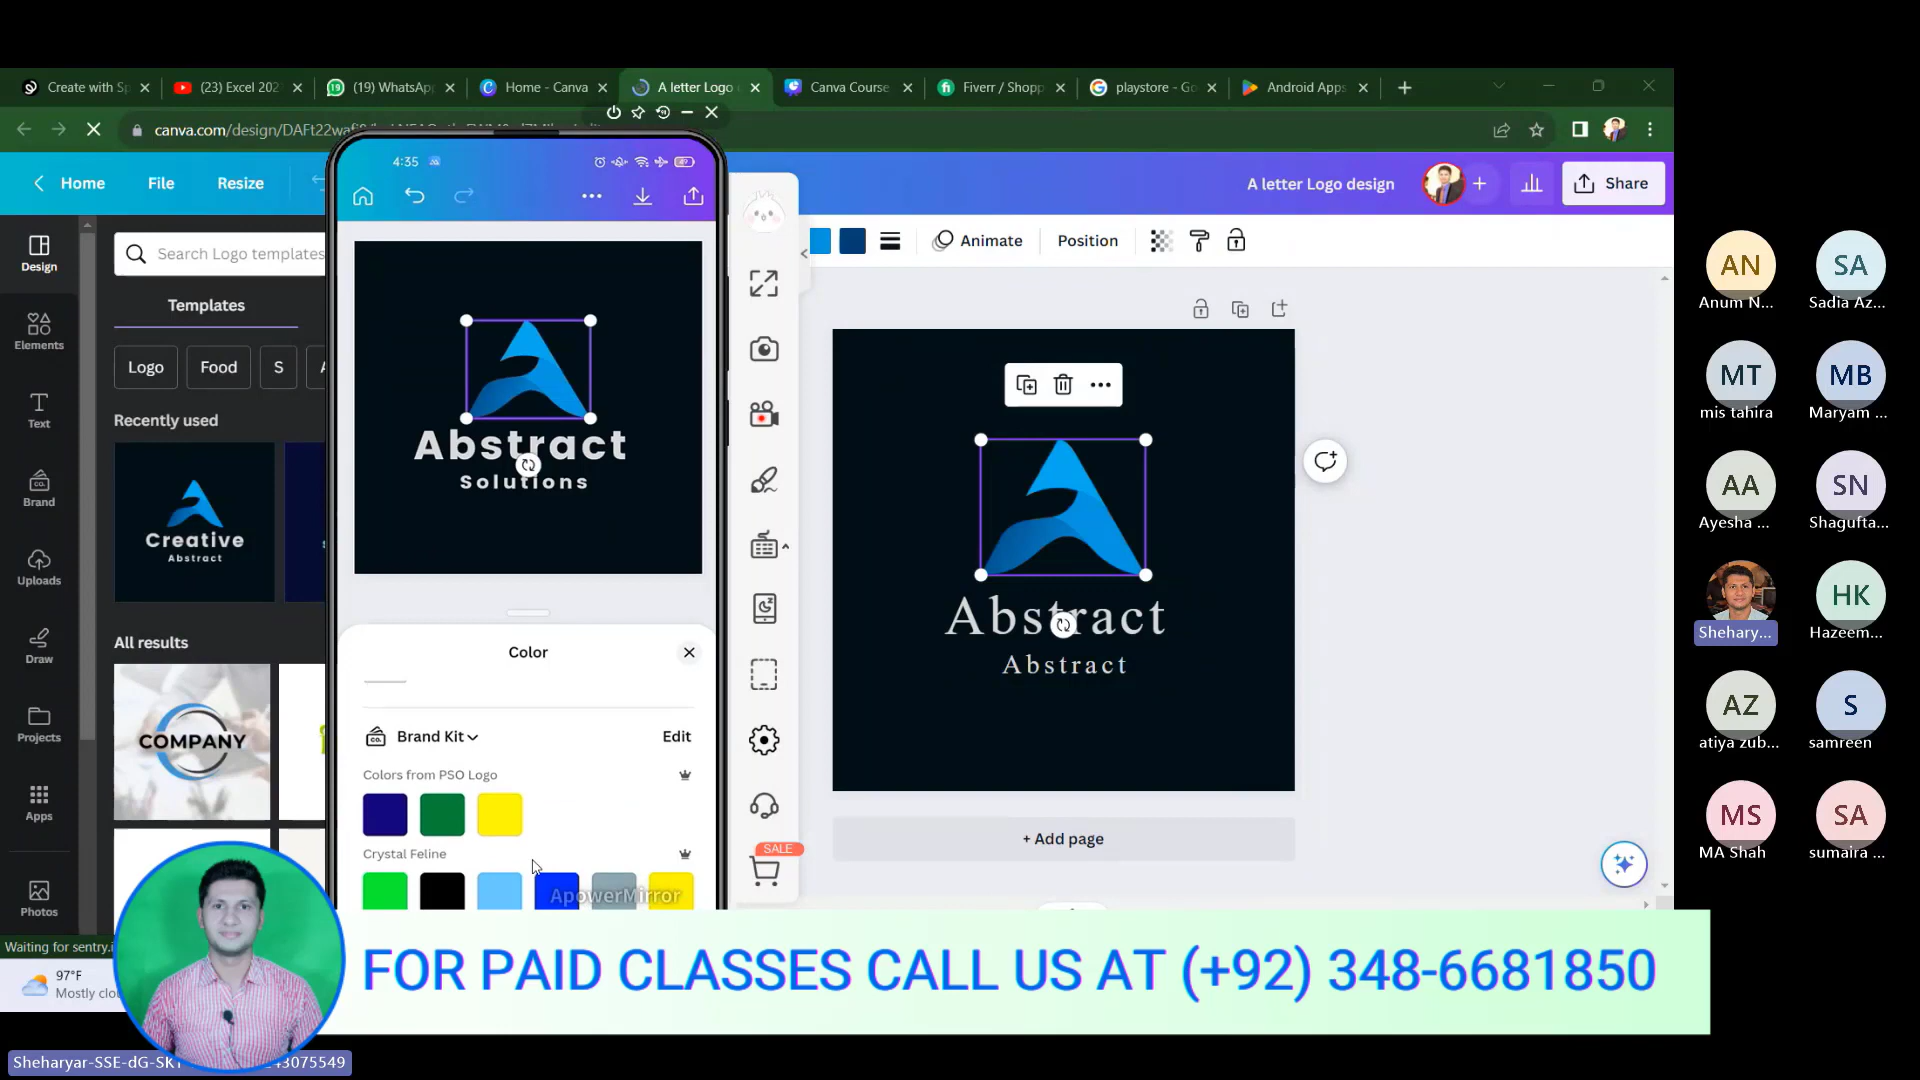 Create with Sp
(23) Excel 202
(19) WhatsApp
Home - Canva
A letter Logo
Canva Course
Fiverr / Shopp
playstore - Go
Android Apps
canva.com/design/DAFt22waf
Home
File
Resize
A letter Logo design
Share
4:35
Animate
Position
Design
Elements
Text
Brand
Uploads
Draw
Projects
Apps
Photos
Search Logo templates
Templates
Logo
Food
S
Recently used
Creative
Abstract
All results
COMPANY
Abstract
Solutions
Color
Brand Kit
Edit
Colors from PSO Logo
Crystal Feline
ApowerMirror
SALE
Abstract
Abstract
+ Add page
AN
Anum N...
SA
Sadia Az...
MT
mis tahira
MB
Maryam ...
AA
Ayesha ...
SN
Shagufta...
Shehary...
HK
Hazeem...
AZ
atiya zub...
S
samreen
MS
MA Shah
SA
sumaira ...
Waiting for sentry.i
97°F
Mostly clou
FOR PAID CLASSES CALL US AT (+92) 348-6681850
Sheharyar-SSE-dG-SKT
43075549